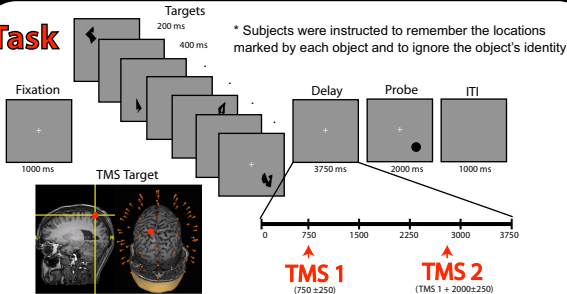 Task
Targets
200 ms
400 ms
* Subjects were instructed to remember the locations
marked by each object and to ignore the object's identity
Fixation
1000 ms
Delay
3750 ms
Probe
2000 ms
ITI
1000 ms
TMS Target
0 750 1500 2250 3000 3750
TMS 1
(750 ±250)
TMS 2
(TMS 1 + 2000±250)